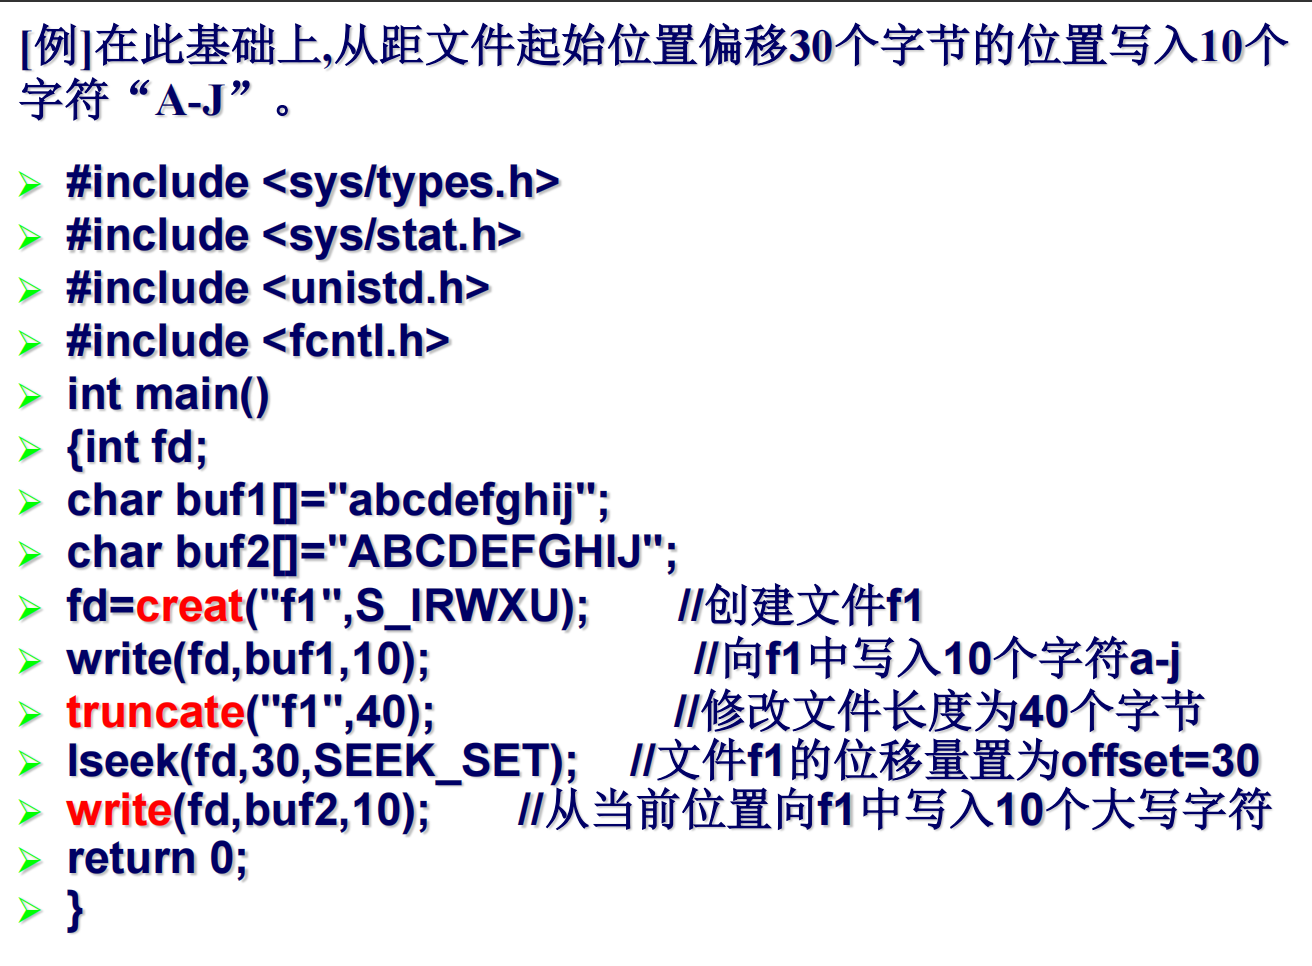 [例]在此基础上,从距文件起始位置偏移30个字节的位置写入10个
字符“A-J”。
#include <sys/types.h>
#include <sys/stat.h>
#include <unistd.h>
#include <fcntl.h>
int main()
{int fd;
char buf1[]="abcdefghij";
char buf2[]="ABCDEFGHIJ";
fd=creat("f1",S_IRWXU); //创建文件f1
write(fd,buf1,10); //向f1中写入10个字符a-j
truncate("f1",40); //修改文件长度为40个字节
lseek(fd,30,SEEK_SET); //文件f1的位移量置为offset=30
write(fd,buf2,10); //从当前位置向f1中写入10个大写字符
return 0;
}